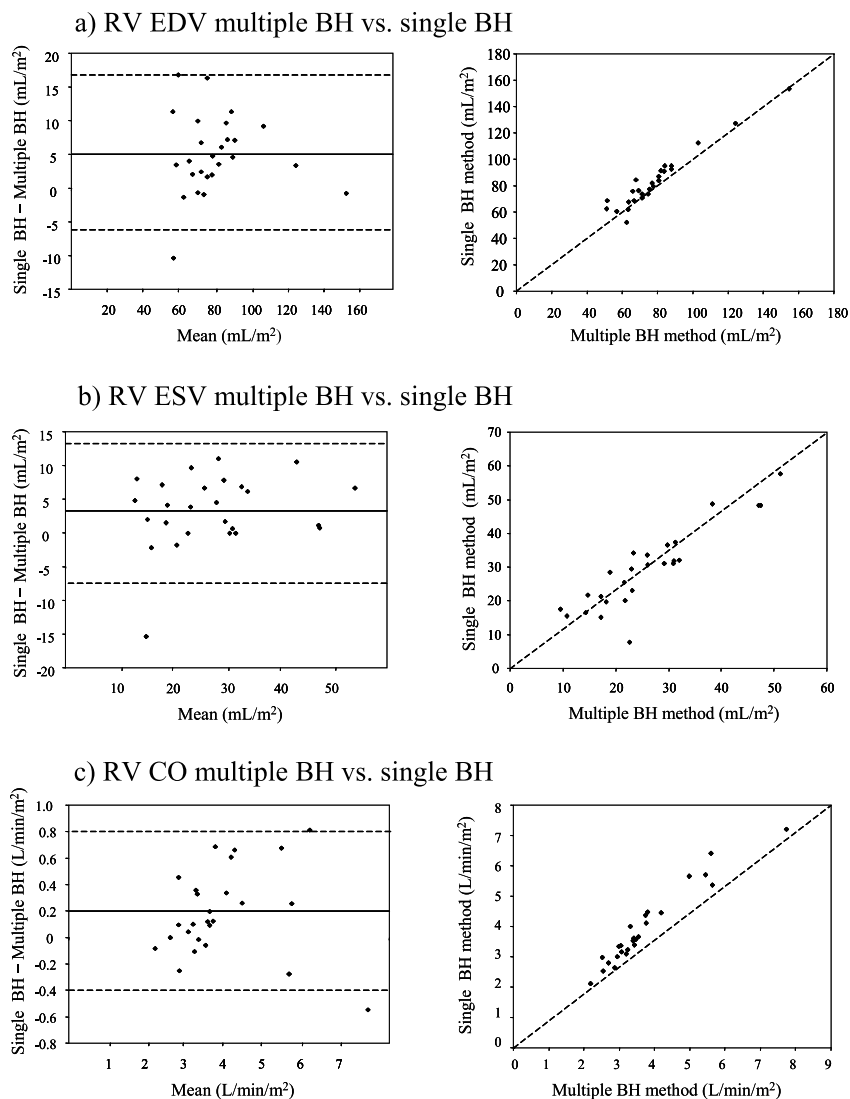 a) RV EDV multiple BH vs. single BH
Single BH – Multiple BH (mL/m²)
20
15
10
5
0
-5
-10
-15
20 40 60 80 100 120 140 160
Mean (mL/m²)
Single BH method (mL/m²)
180
160
140
120
100
80
60
40
20
0
0 20 40 60 80 100 120 140 160 180
Multiple BH method (mL/m²)
b) RV ESV multiple BH vs. single BH
Single BH – Multiple BH (mL/m²)
15
10
5
0
-5
-10
-15
-20
10 20 30 40 50
Mean (mL/m²)
Single BH method (mL/m²)
70
60
50
40
30
20
10
0
0 10 20 30 40 50 60
Multiple BH method (mL/m²)
c) RV CO multiple BH vs. single BH
Single BH – Multiple BH (L/min/m²)
1.0
0.8
0.6
0.4
0.2
0
-0.2
-0.4
-0.6
-0.8
1 2 3 4 5 6 7
Mean (L/min/m²)
Single BH method (L/min/m²)
8
7
6
5
4
3
2
1
0
0 1 2 3 4 5 6 7 8 9
Multiple BH method (L/min/m²)